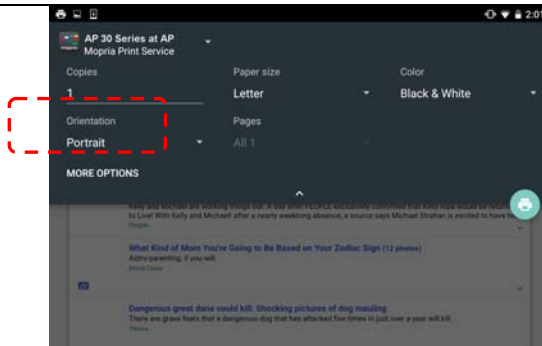 2:01
AP 30 Series at AP
Mopria Print Service
Copies
Paper size
Color
1
Letter
Black & White
Orientation
Pages
Portrait
All 1
MORE OPTIONS
to Live! With Kelly and Michael after a nearly weeklong absence, a source says Michael Strahan is excited to have
People
What Kind of Mom You're Going to Be Based on Your Zodiac Sign (12 photos)
Astro-parenting, if you will.
Dangerous great dane could kill: Shocking pictures of dog mauling
There are grave fears that a dangerous dog that has attacked five times in just over a year will kill.